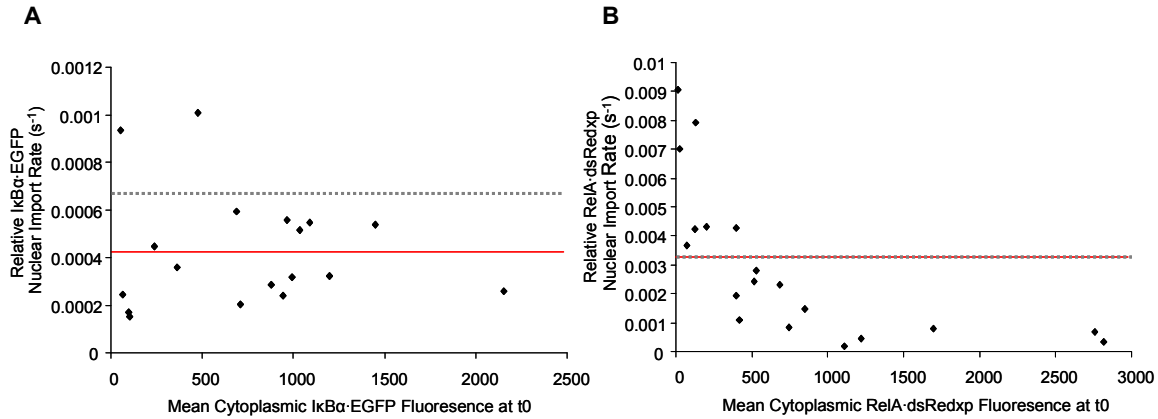 A
Relative IκBα·EGFP
Nuclear Import Rate (s-1)
0.0012
0.001
0.0008
0.0006
0.0004
0.0002
0
0 500 1000 1500 2000 2500
Mean Cytoplasmic IκBα·EGFP Fluoresence at t0
B
Relative RelA·dsRedxp
Nuclear Import Rate (s-1)
0.01
0.009
0.008
0.007
0.006
0.005
0.004
0.003
0.002
0.001
0
0 500 1000 1500 2000 2500 3000
Mean Cytoplasmic RelA·dsRedxp Fluoresence at t0